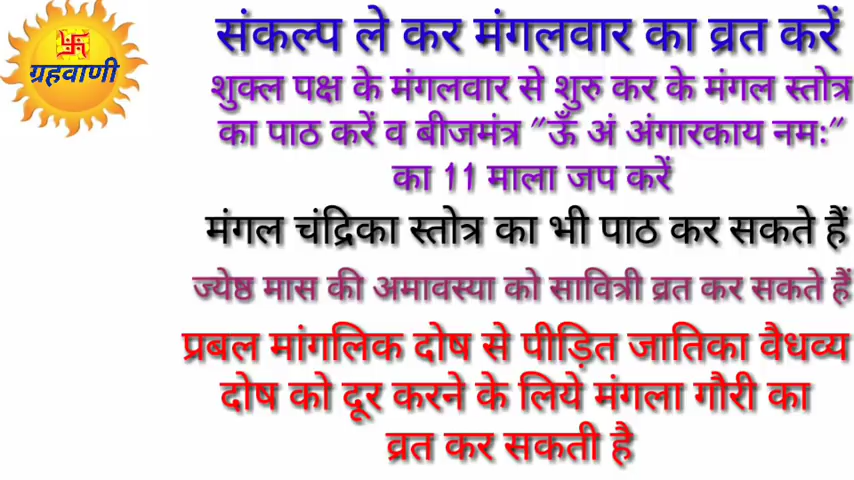 संकल्प ले कर मंगलवार का व्रत करें
ग्रहवाणी
शुक्ल पक्ष के मंगलवार से शुरु कर के मंगल स्तोत्र
का पाठ करें व बीजमंत्र "ऊँ अं अंगारकाय नमः"
का 11 माला जप करें
मंगल चंद्रिका स्तोत्र का भी पाठ कर सकते हैं
ज्येष्ठ मास की अमावस्या को सावित्री व्रत कर सकते हैं
प्रबल मांगलिक दोष से पीड़ित जातिका वैधव्य
दोष को दूर करने के लिये मंगला गौरी का
व्रत कर सकती है